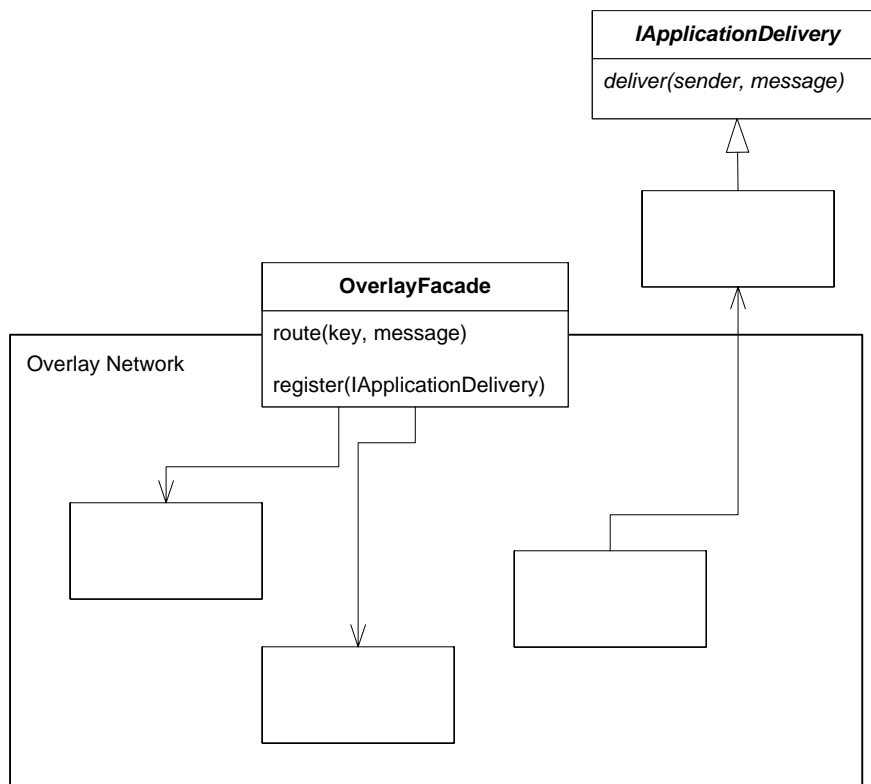 IApplicationDelivery
deliver(sender, message)
OverlayFacade
route(key, message)
Overlay Network
register(IApplicationDelivery)